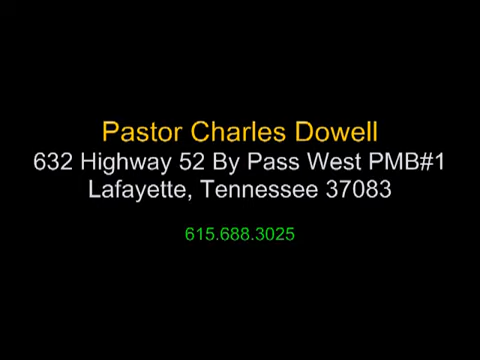 Pastor Charles Dowell
632 Highway 52 By Pass West PMB#1
Lafayette, Tennessee 37083
615.688.3025